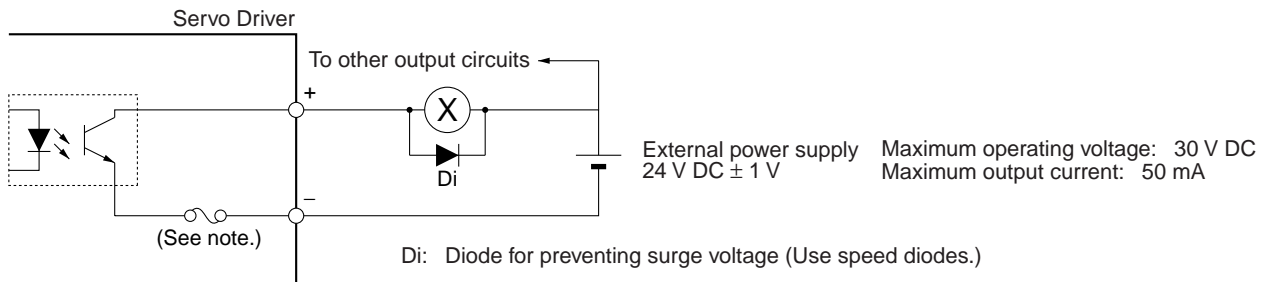 Servo Driver
To other output circuits
+
X
Di
External power supply
24 V DC ± 1 V
Maximum operating voltage: 30 V DC
Maximum output current: 50 mA
–
(See note.)
Di: Diode for preventing surge voltage (Use speed diodes.)